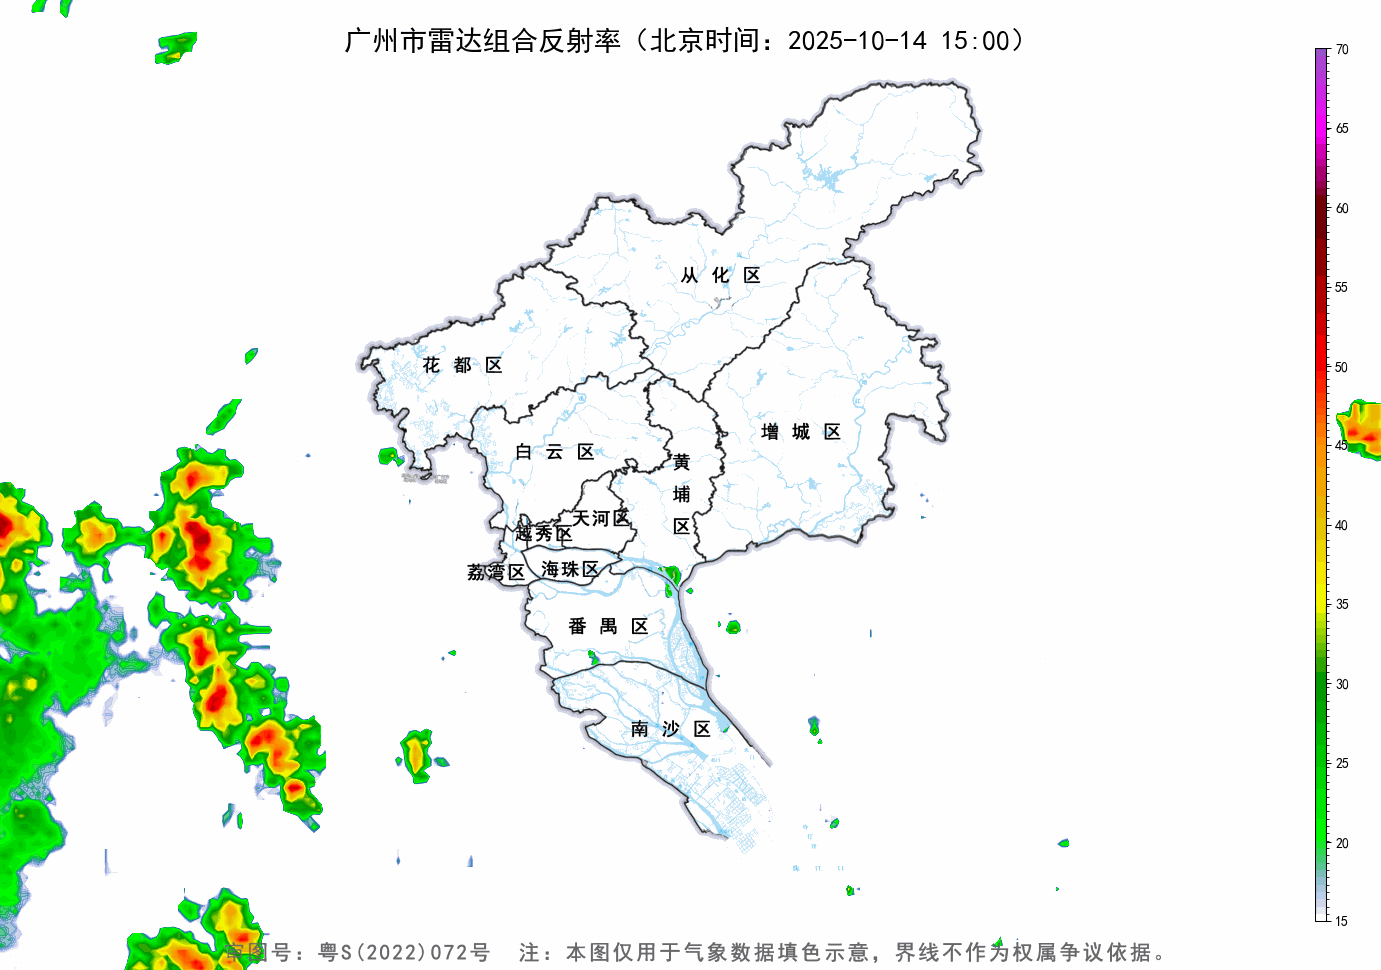 广州市雷达组合反射率（北京时间：2025-10-14 15:00）
70
65
60
55
50
45
40
35
30
25
20
15
从化区
花都区
增城区
白云区
黄埔区
天河区
越秀区
海珠区
荔湾区
番禺区
南沙区
审图号：粤S(2022)072号 注：本图仅用于气象数据填色示意，界线不作为权属争议依据。